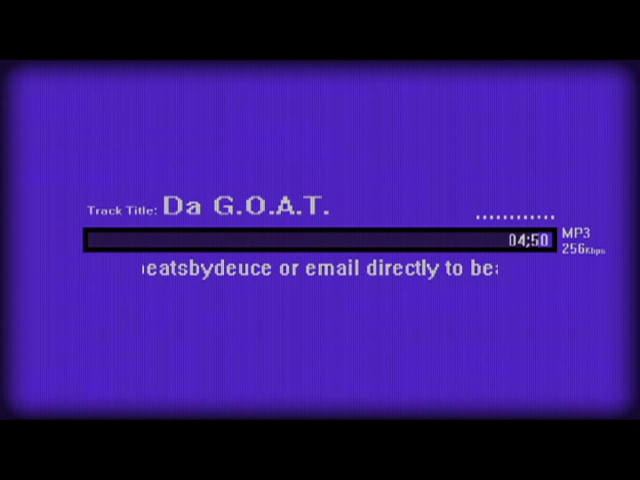 Track Title: Da G.O.A.T.
04;50
MP3
256Kbps
eatsbydeuce or email directly to be